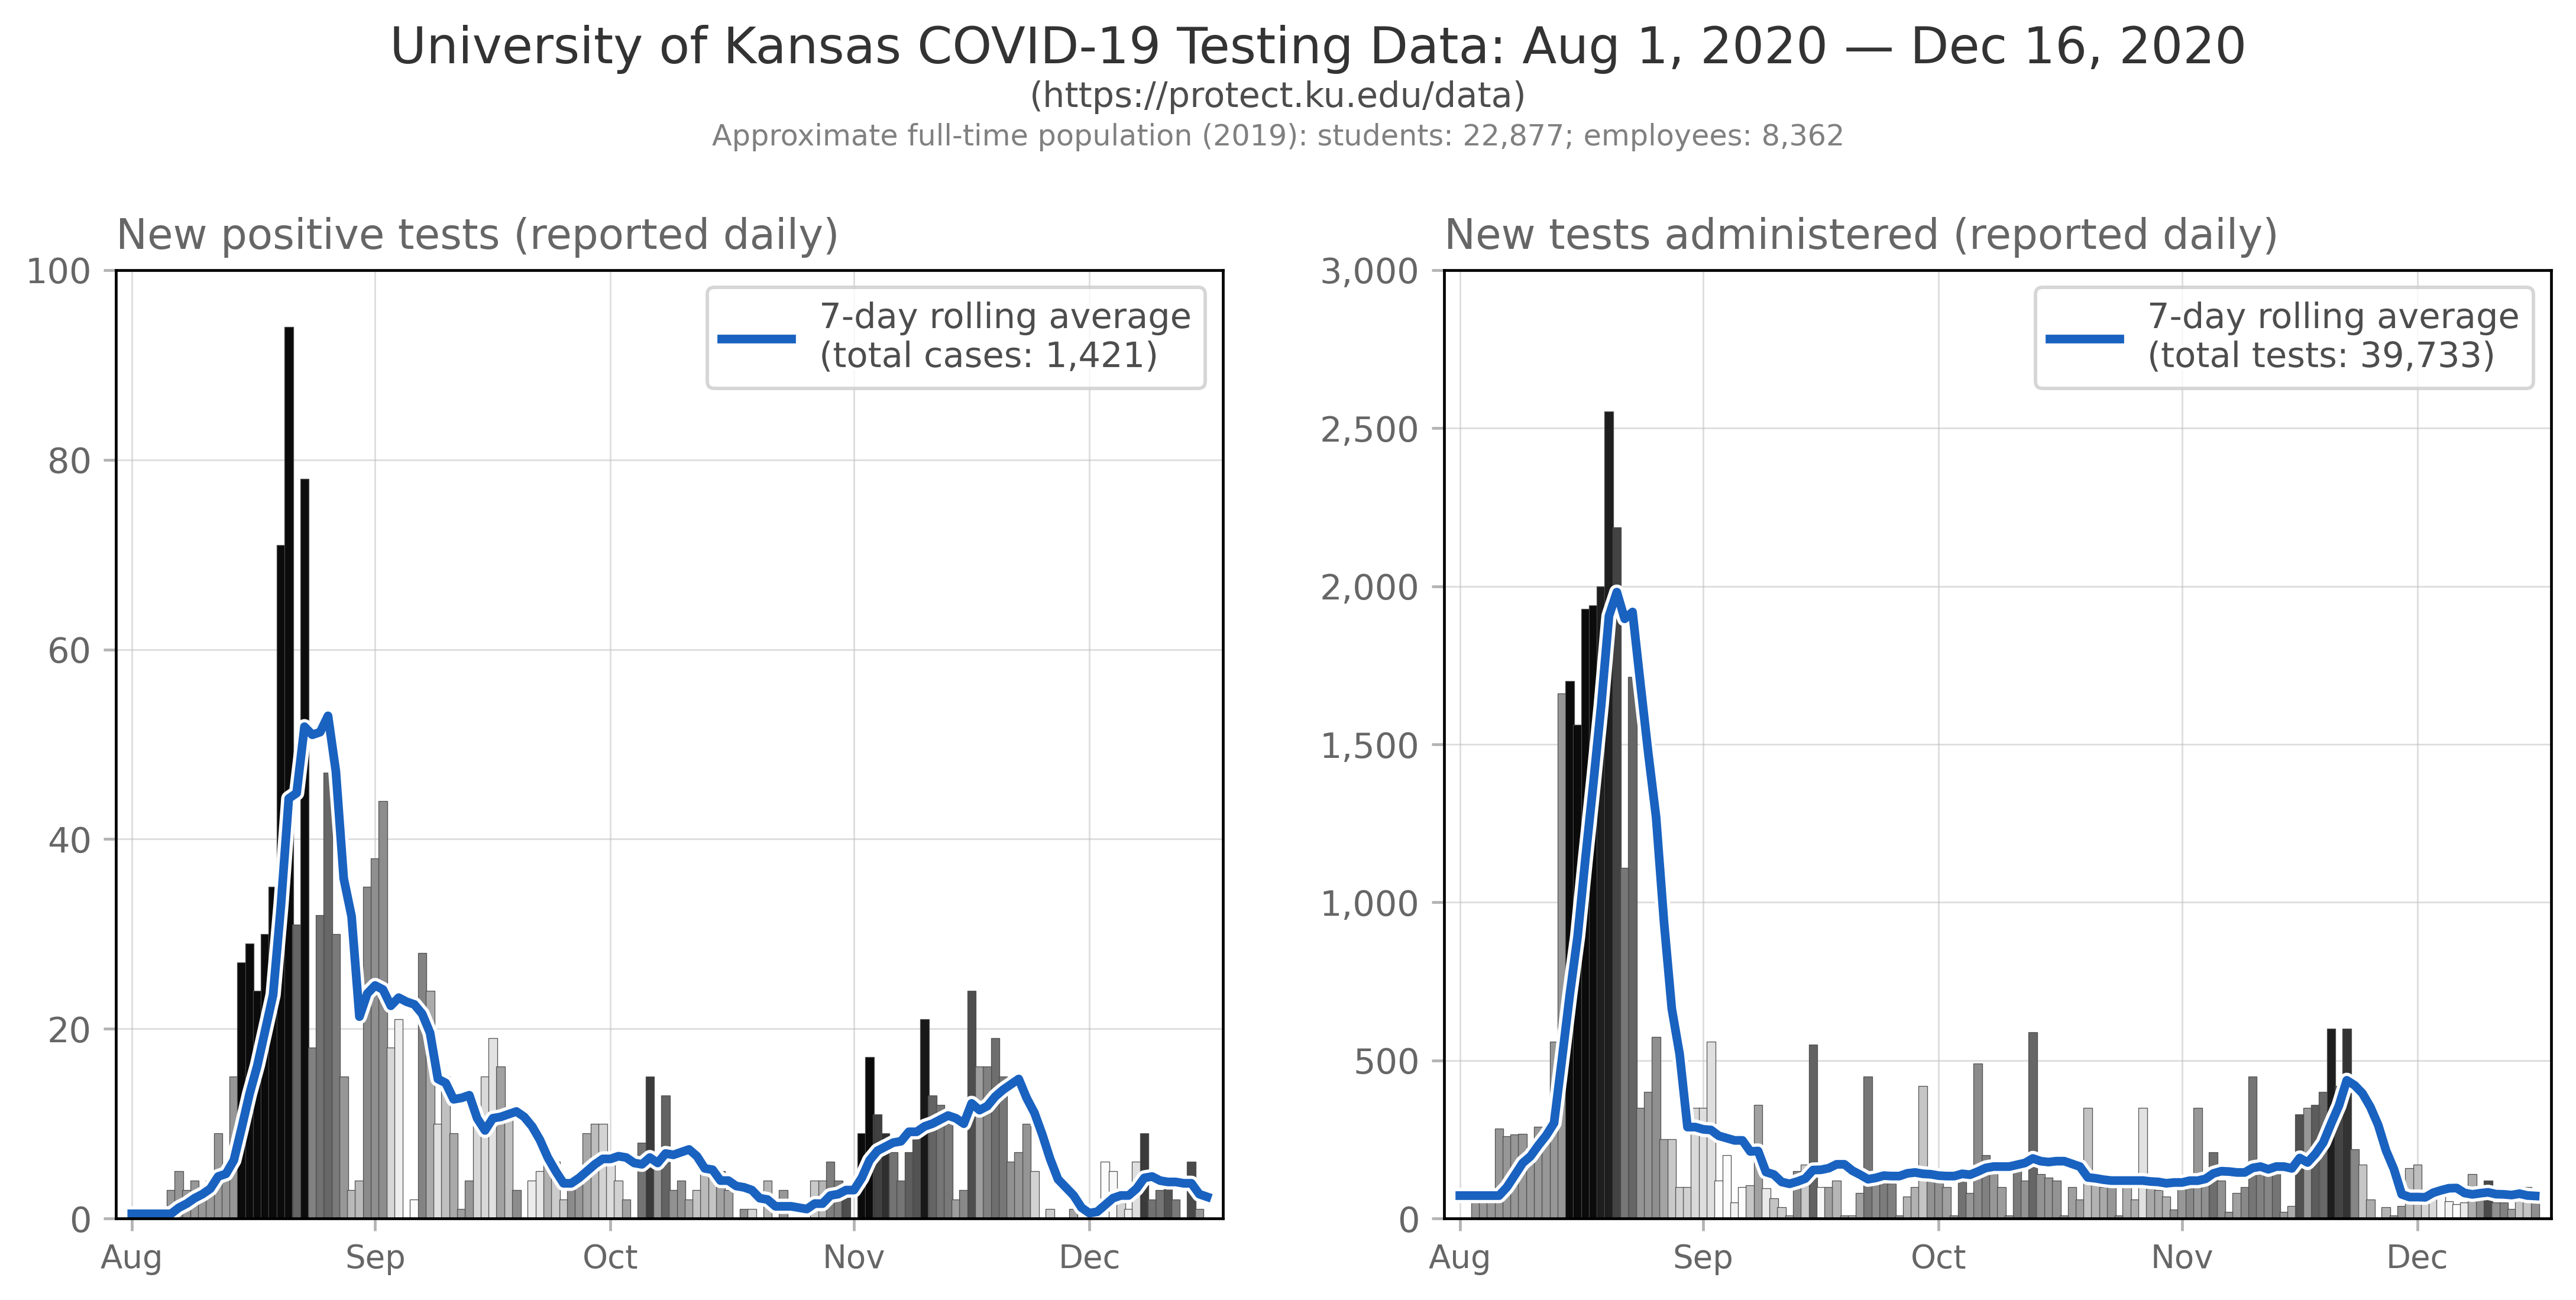 University of Kansas COVID-19 Testing Data: Aug 1, 2020 — Dec 16, 2020
(https://protect.ku.edu/data)
Approximate full-time population (2019): students: 22,877; employees: 8,362
New positive tests (reported daily)
100
80
60
40
20
0
7-day rolling average
(total cases: 1,421)
Aug Sep Oct Nov Dec
New tests administered (reported daily)
3,000
2,500
2,000
1,500
1,000
500
0
7-day rolling average
(total tests: 39,733)
Aug Sep Oct Nov Dec